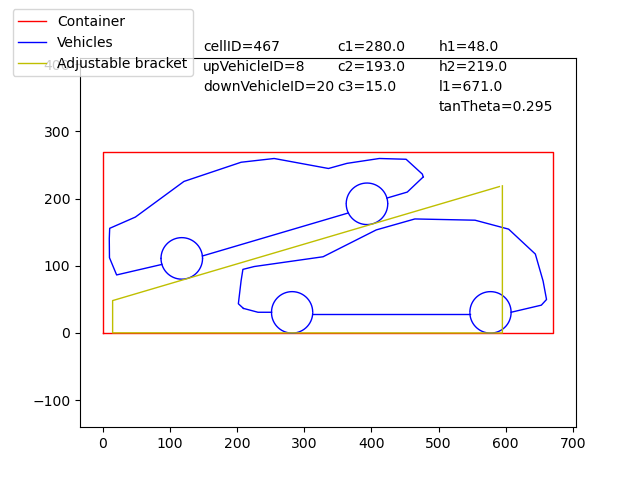 Container
Vehicles
Adjustable bracket
cellID=467 c1=280.0 h1=48.0
upVehicleID=8 c2=193.0 h2=219.0
downVehicleID=20 c3=15.0 l1=671.0
tanTheta=0.295
400
300
200
100
0
−100
0 100 200 300 400 500 600 700